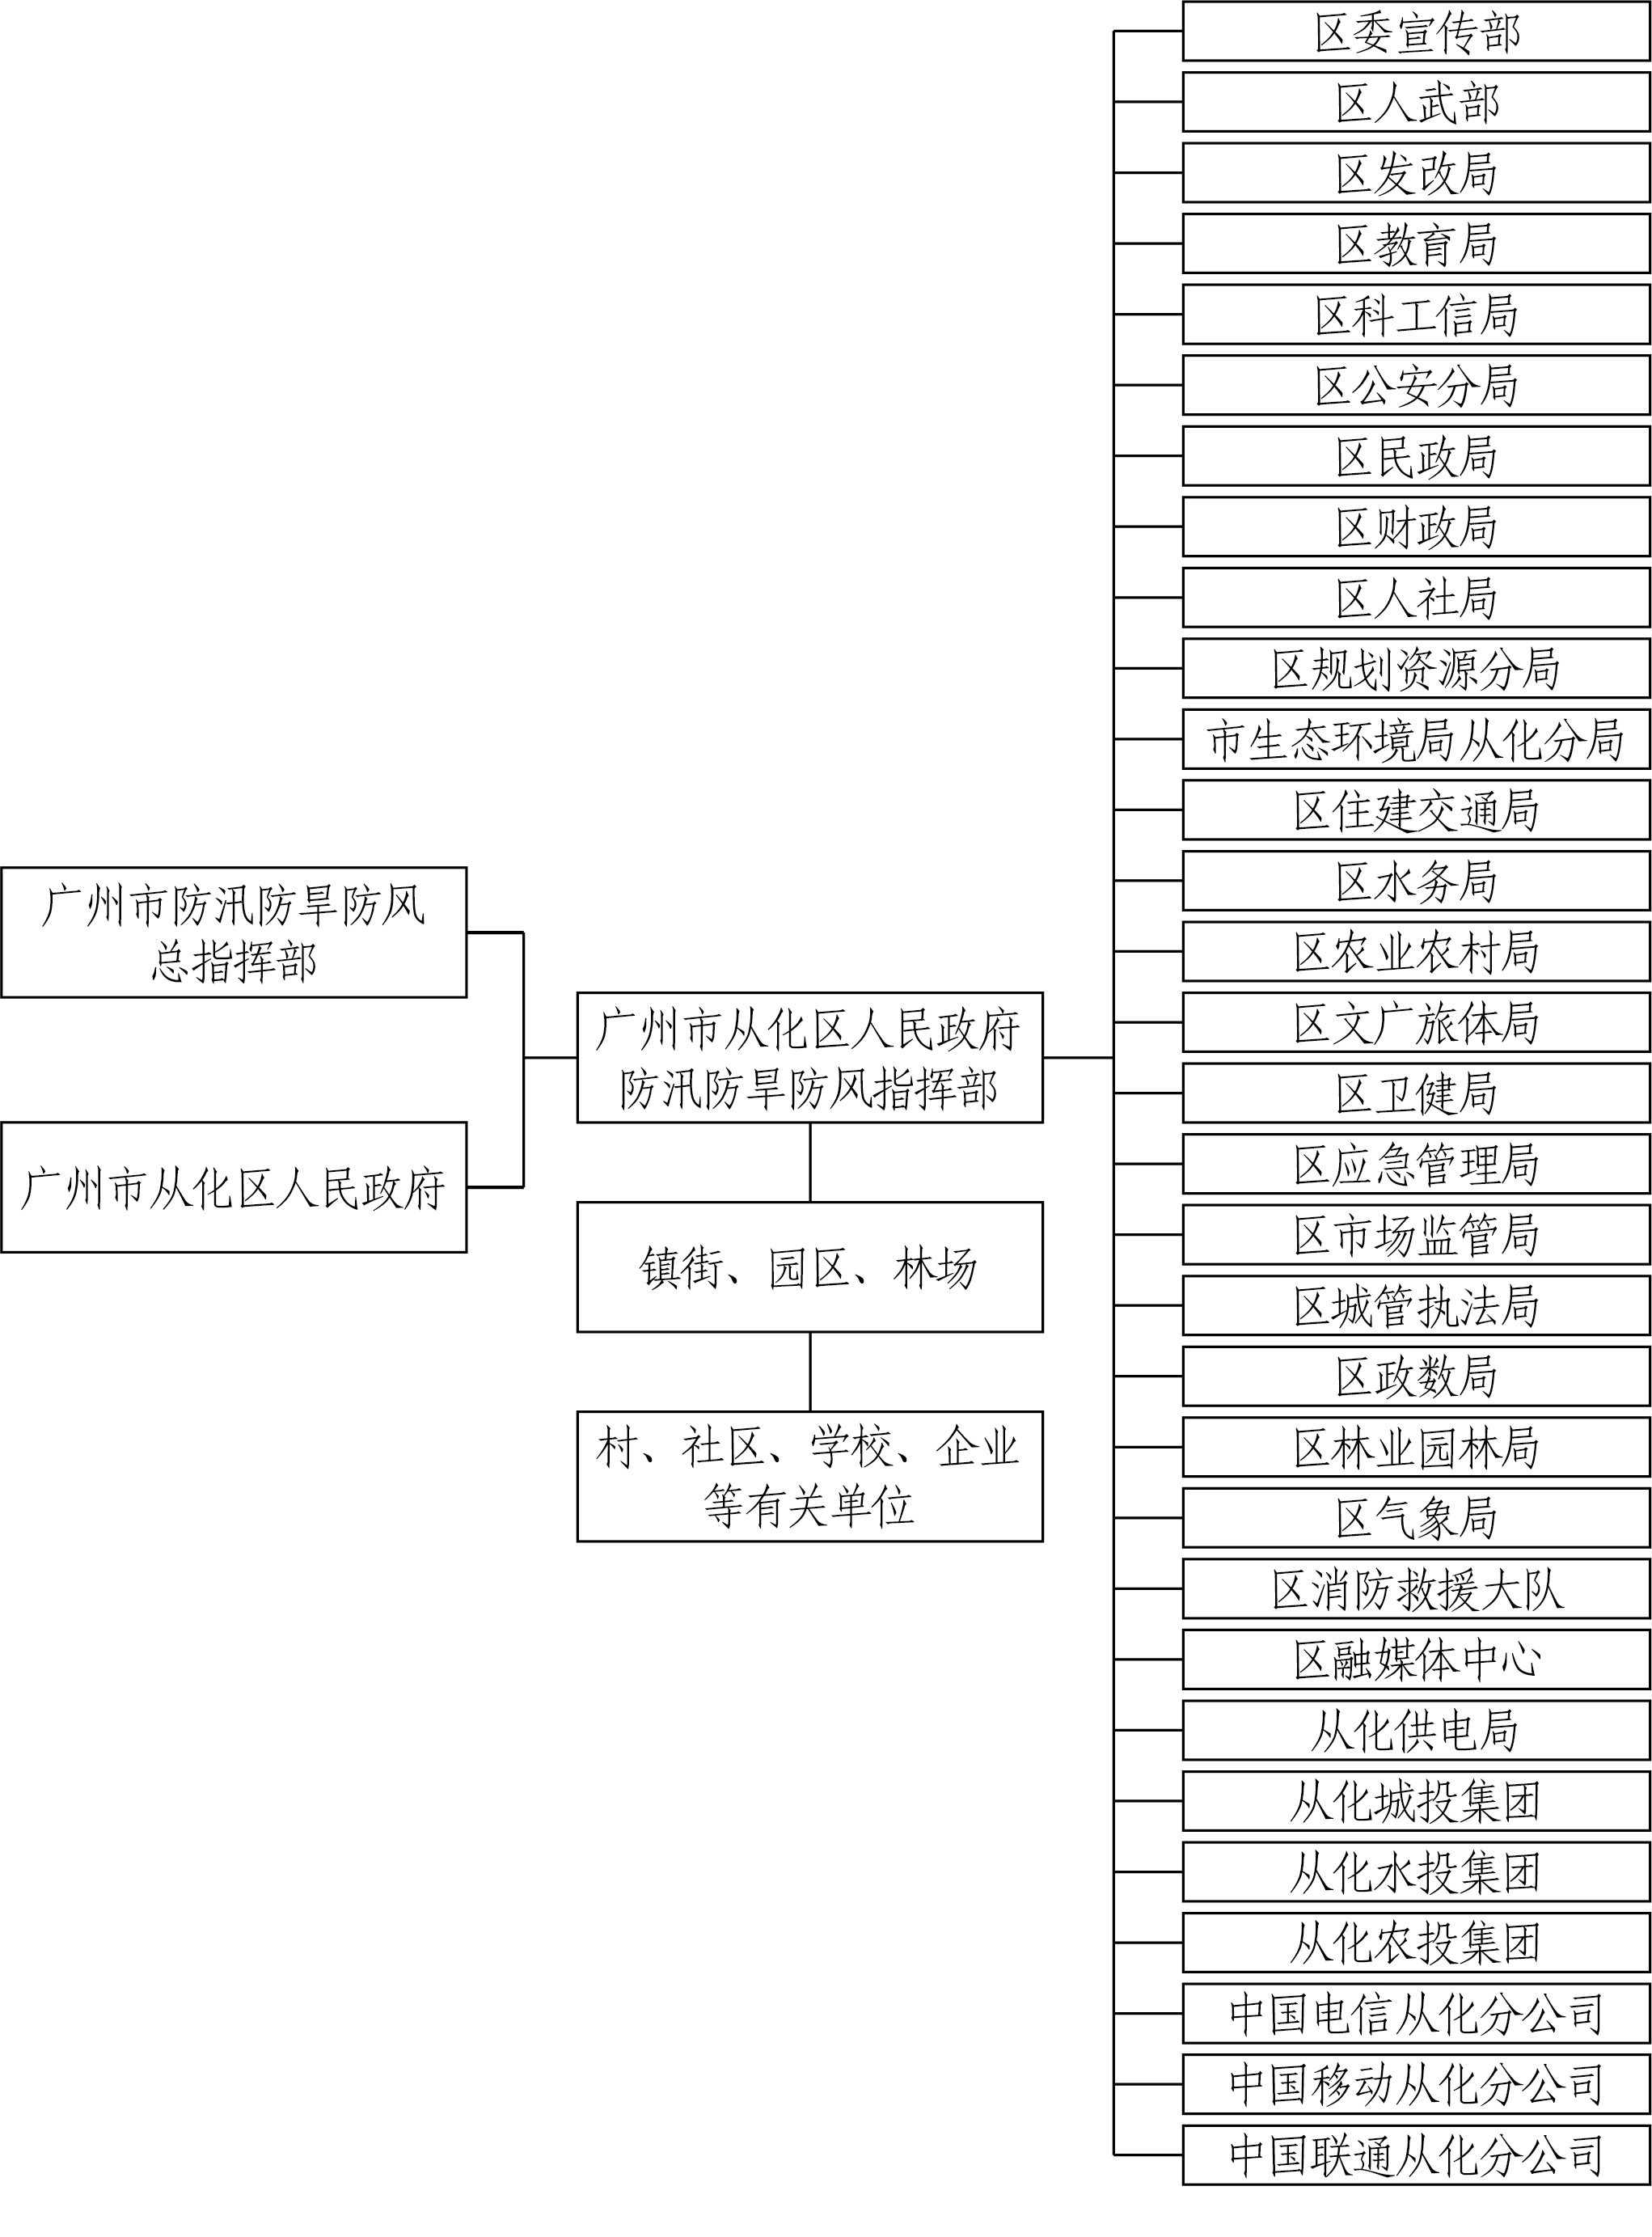 广州市防汛防旱防风
总指挥部
广州市从化区人民政府
广州市从化区人民政府
防汛防旱防风指挥部
镇街、园区、林场
村、社区、学校、企业
等有关单位
区委宣传部
区人武部
区发改局
区教育局
区科工信局
区公安分局
区民政局
区财政局
区人社局
区规划资源分局
市生态环境局从化分局
区住建交通局
区水务局
区农业农村局
区文广旅体局
区卫健局
区应急管理局
区市场监管局
区城管执法局
区政数局
区林业园林局
区气象局
区消防救援大队
区融媒体中心
从化供电局
从化城投集团
从化水投集团
从化农投集团
中国电信从化分公司
中国移动从化分公司
中国联通从化分公司